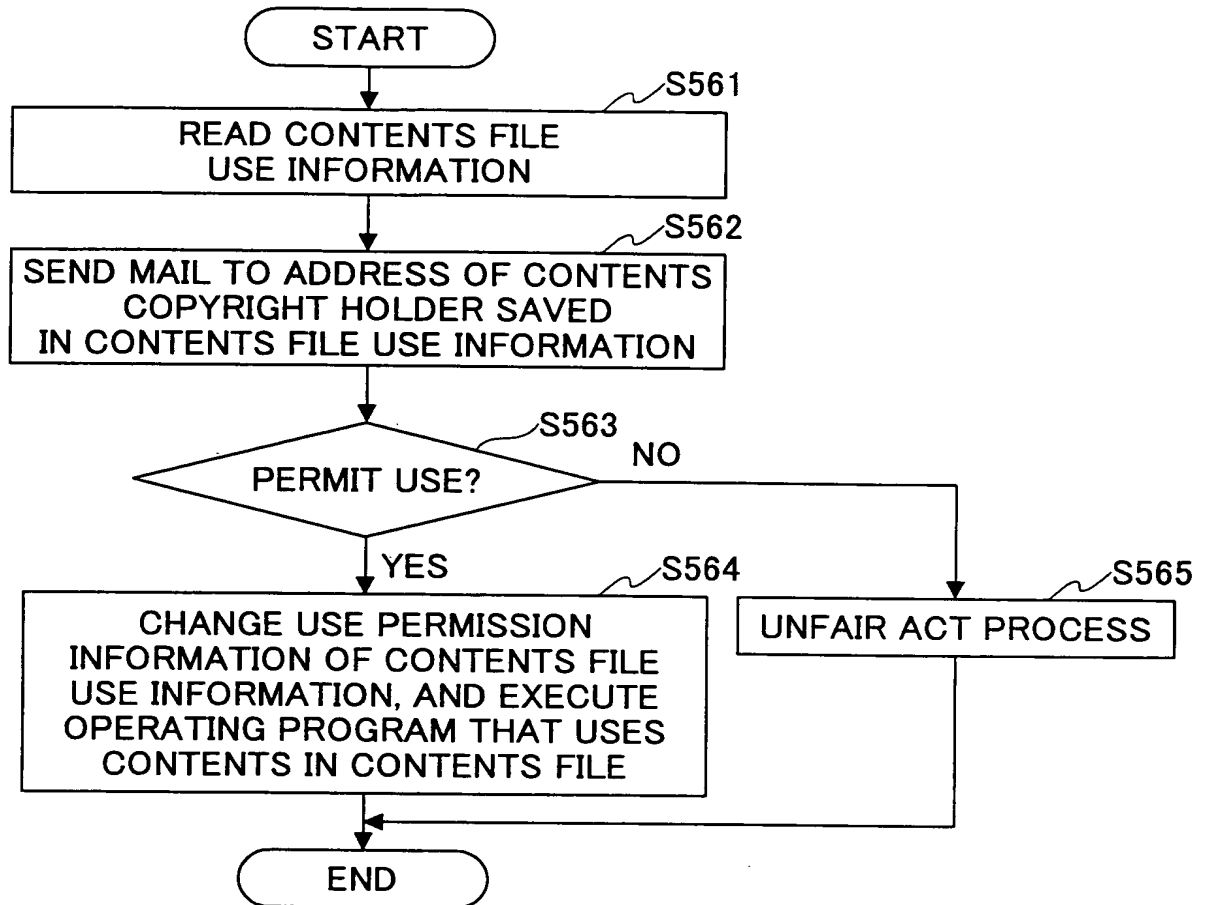 START
S561
READ CONTENTS FILE
USE INFORMATION
S562
SEND MAIL TO ADDRESS OF CONTENTS
COPYRIGHT HOLDER SAVED
IN CONTENTS FILE USE INFORMATION
S563
PERMIT USE?
NO
YES
S564
CHANGE USE PERMISSION
INFORMATION OF CONTENTS FILE
USE INFORMATION, AND EXECUTE
OPERATING PROGRAM THAT USES
CONTENTS IN CONTENTS FILE
S565
UNFAIR ACT PROCESS
END